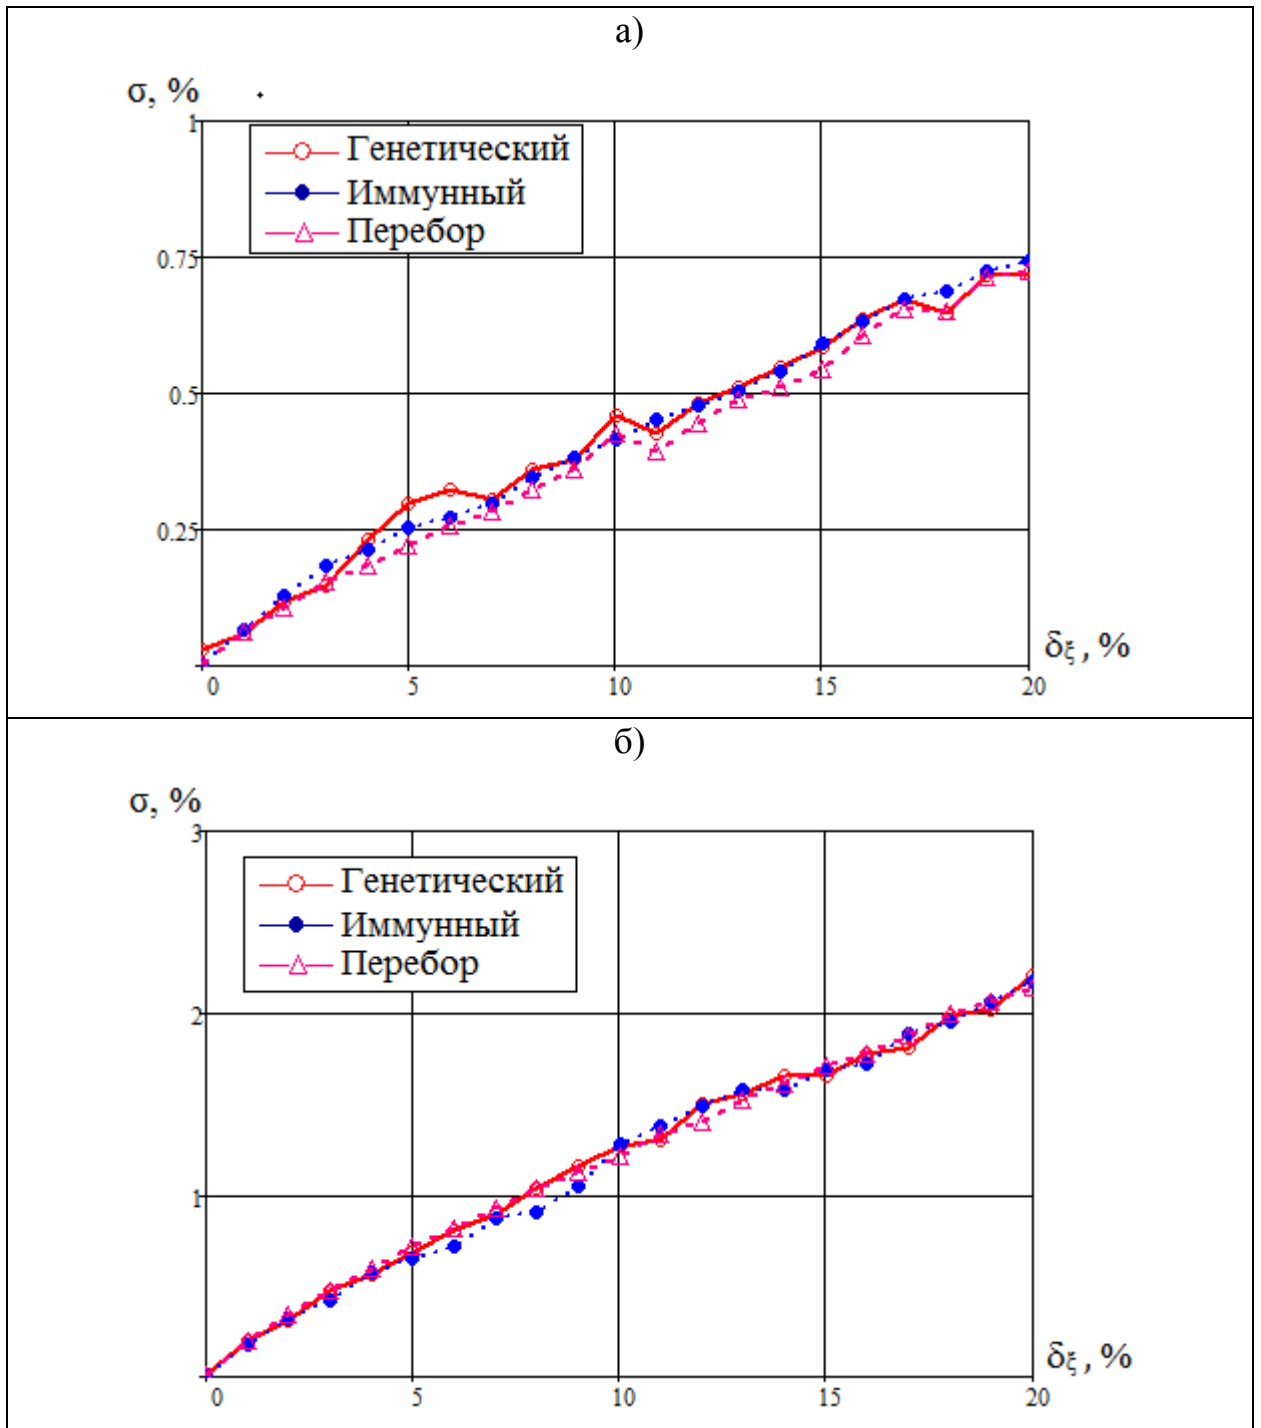 а)
σ, %
1
Генетический
Иммунный
Перебор
0.75
0.5
0.25
δξ , %
0 5 10 15 20
б)
σ, %
3
Генетический
Иммунный
Перебор
2
1
δξ , %
0 5 10 15 20